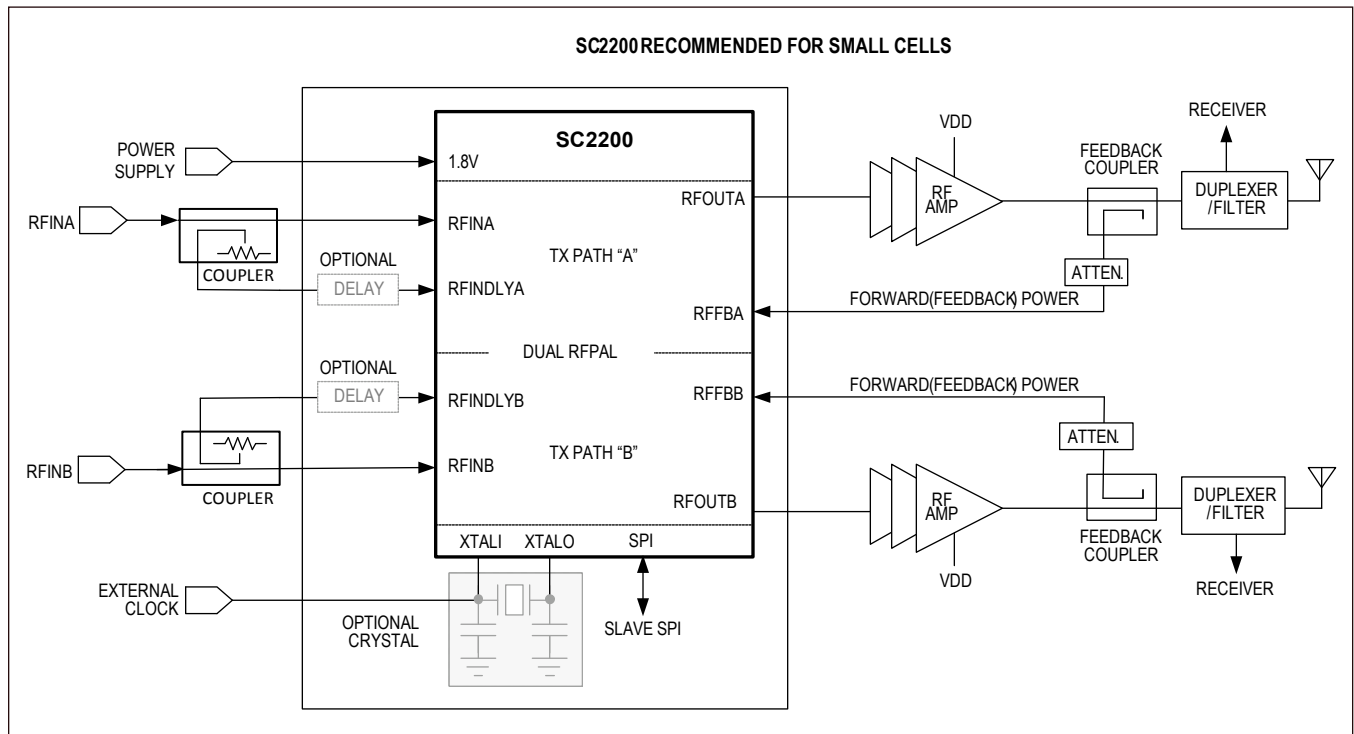 SC2200 RECOMMENDED FOR SMALL CELLS
POWER
SUPPLY
1.8V
SC2200
RFINA
COUPLER
OPTIONAL
DELAY
RFINA
RFINDLYA
TX PATH “A”
RFOUTA
RFFBA
VDD
RF
AMP
FEEDBACK
COUPLER
RECEIVER
DUPLEXER
/FILTER
ATTEN.
FORWARD(FEEDBACK) POWER
DUAL RFPAL
OPTIONAL
DELAY
RFINDLYB
RFFBB
FORWARD(FEEDBACK) POWER
ATTEN.
RFINB
COUPLER
RFINB
TX PATH “B”
RFOUTB
RF
AMP
VDD
FEEDBACK
COUPLER
DUPLEXER
/FILTER
RECEIVER
XTALI
XTALO
SPI
EXTERNAL
CLOCK
OPTIONAL
CRYSTAL
SLAVE SPI